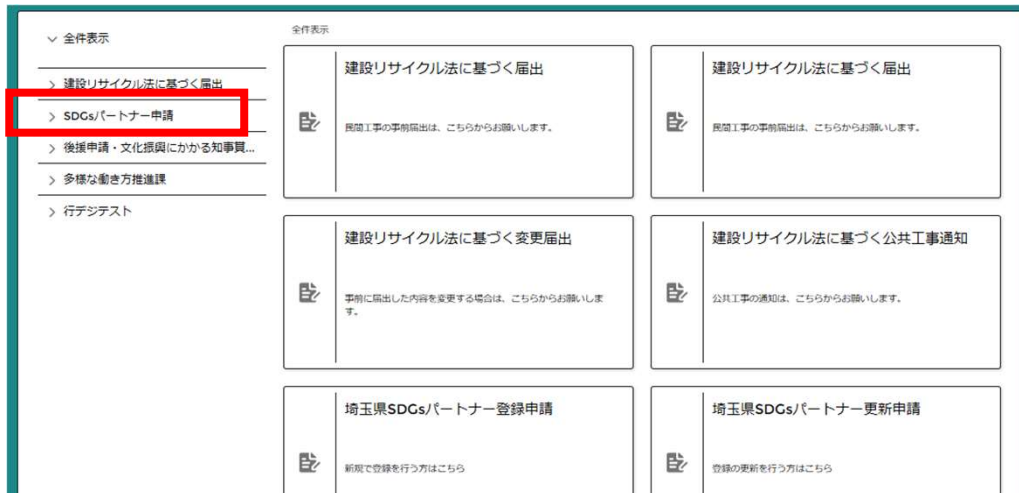 全件表示
建設リサイクル法に基づく届出
SDGsパートナー申請
後援申請・文化振興にかかる知事賞...
多様な働き方推進課
行デジテスト
全件表示
建設リサイクル法に基づく届出
民間工事の事前届出は、こちらからお願いします。
建設リサイクル法に基づく届出
民間工事の事前届出は、こちらからお願いします。
建設リサイクル法に基づく変更届出
事前に届出した内容を変更する場合は、こちらからお願いしま
す。
建設リサイクル法に基づく公共工事通知
公共工事の通知は、こちらからお願いします。
埼玉県SDGsパートナー登録申請
新規で登録を行う方はこちら
埼玉県SDGsパートナー更新申請
登録の更新を行う方はこちら